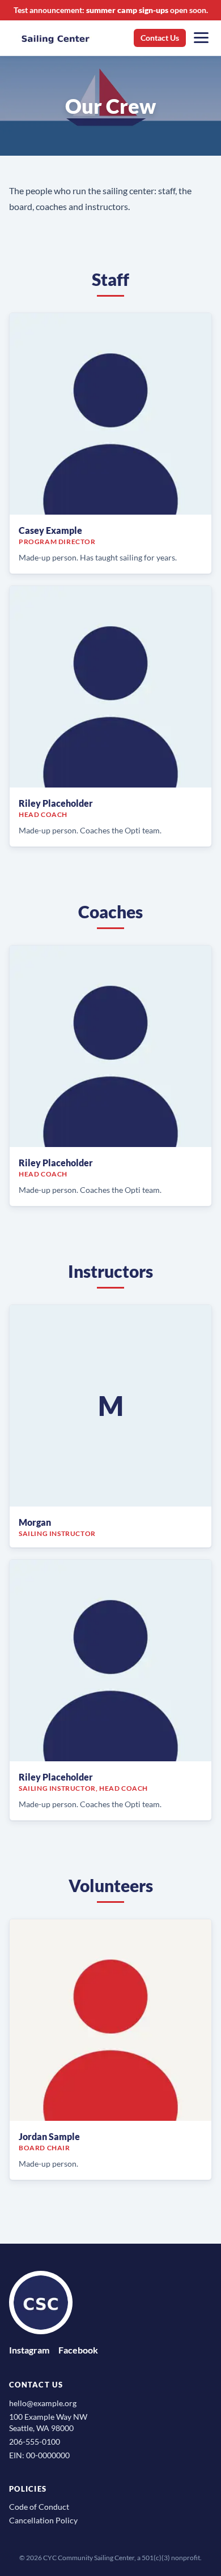 Test announcement: summer camp sign-ups open soon.
Sailing Center
Contact Us
Our Crew
The people who run the sailing center: staff, the
board, coaches and instructors.
Staff
Casey Example
PROGRAM DIRECTOR
Made-up person. Has taught sailing for years.
Riley Placeholder
HEAD COACH
Made-up person. Coaches the Opti team.
Coaches
Riley Placeholder
HEAD COACH
Made-up person. Coaches the Opti team.
Instructors
M
Morgan
SAILING INSTRUCTOR
Riley Placeholder
SAILING INSTRUCTOR, HEAD COACH
Made-up person. Coaches the Opti team.
Volunteers
Jordan Sample
BOARD CHAIR
Made-up person.
CSC
Instagram Facebook
CONTACT US
hello@example.org
100 Example Way NW
Seattle, WA 98000
206-555-0100
EIN: 00-0000000
POLICIES
Code of Conduct
Cancellation Policy
© 2026 CYC Community Sailing Center, a 501(c)(3) nonprofit.